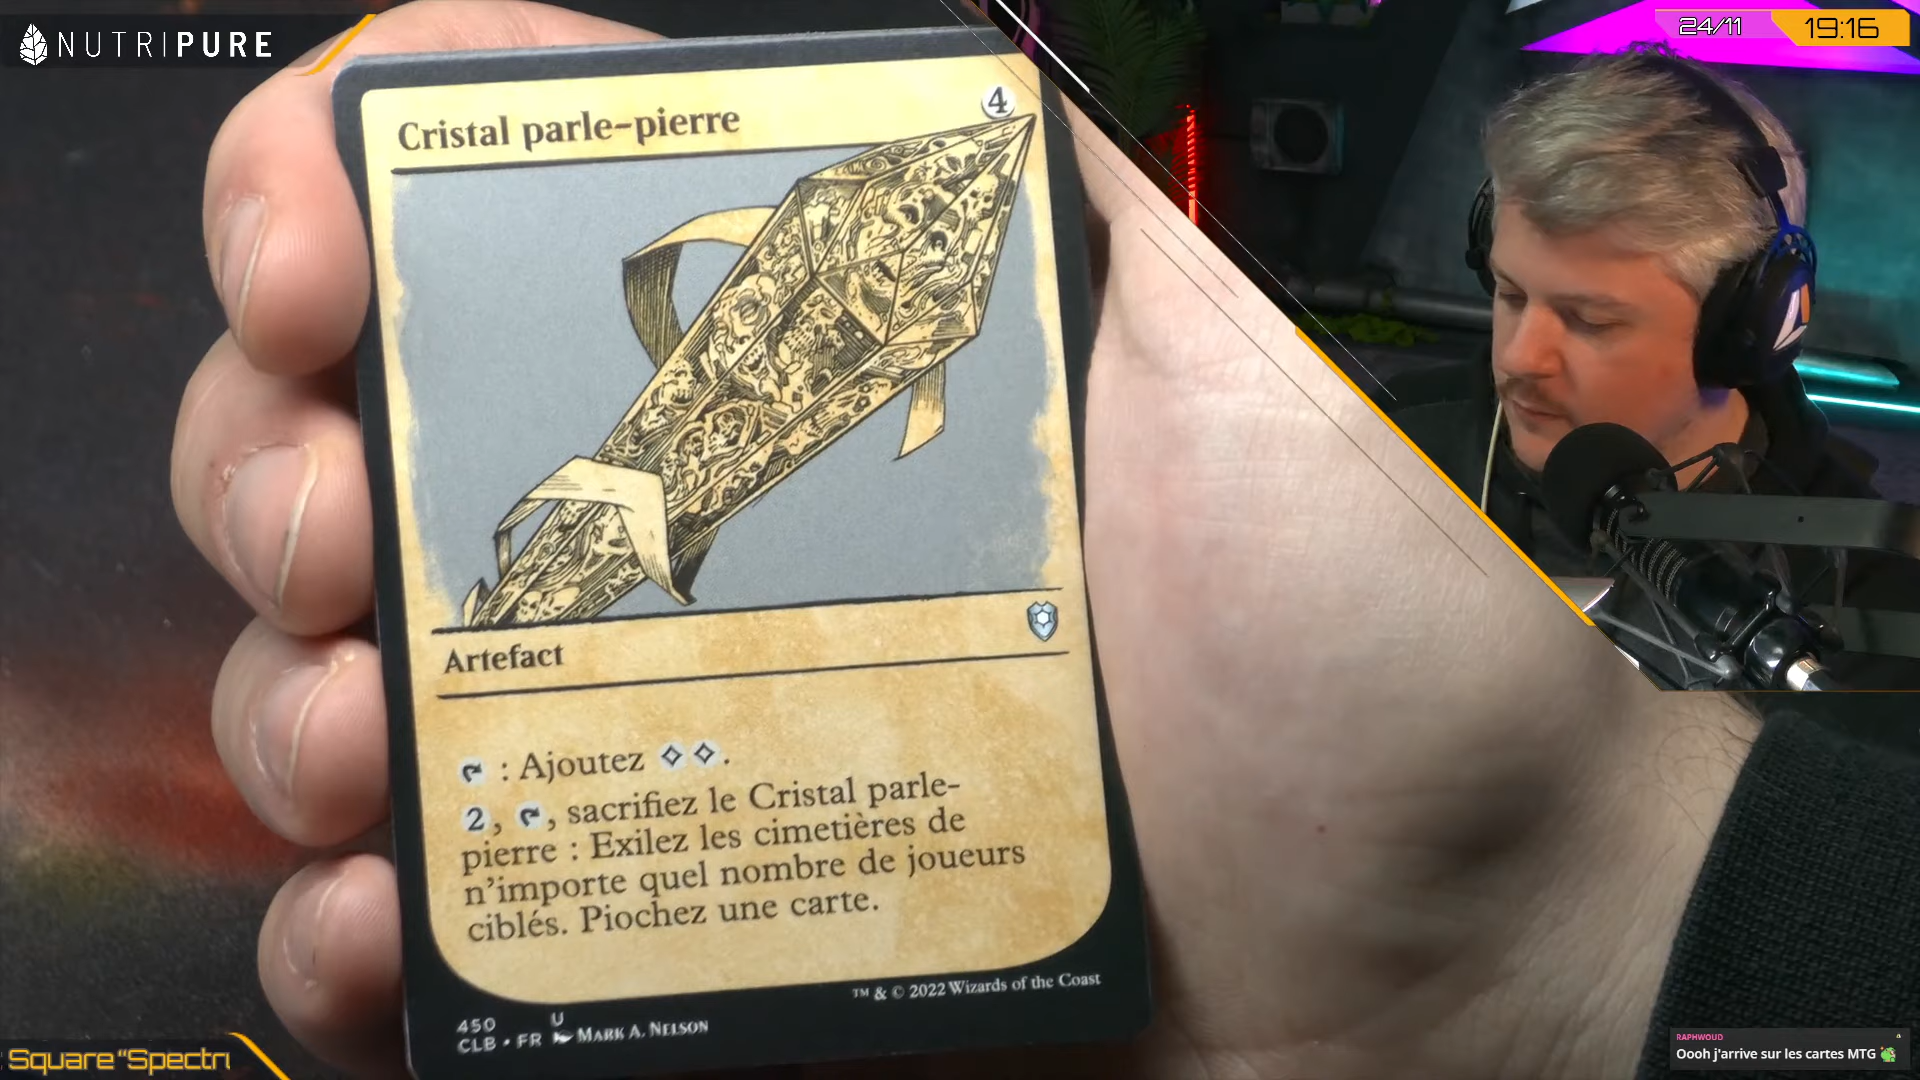 NUTRIPURE
24/11
19:16
Cristal parle-pierre
4
Artefact
: Ajoutez .
2, , sacrifiez le Cristal parle-
pierre : Exilez les cimetières de
n'importe quel nombre de joueurs
ciblés. Piochez une carte.
™ & © 2022 Wizards of the Coast
450 U
CLB • FR Mark A. Nelson
Square "Spectr
RAPHWOUD
Oooh j'arrive sur les cartes MTG